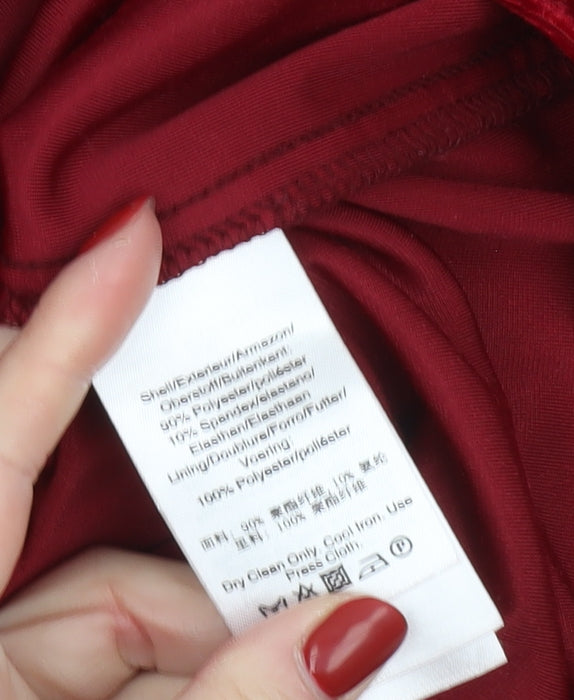 Shell/Exterieur/Armazon/
Oberstoff/Buitenkant:
90% Polyester/poliéster
10% Spandex/elastano/
Elasthan/Elasthaan
Lining/Doublure/Forro/Futter/
Voering:
100% Polyester/poliéster
面料: 90% 聚酯纤维 10% 氨纶
里料: 100% 聚酯纤维
Dry Clean Only. Cool Iron. Use
Press Cloth.
P